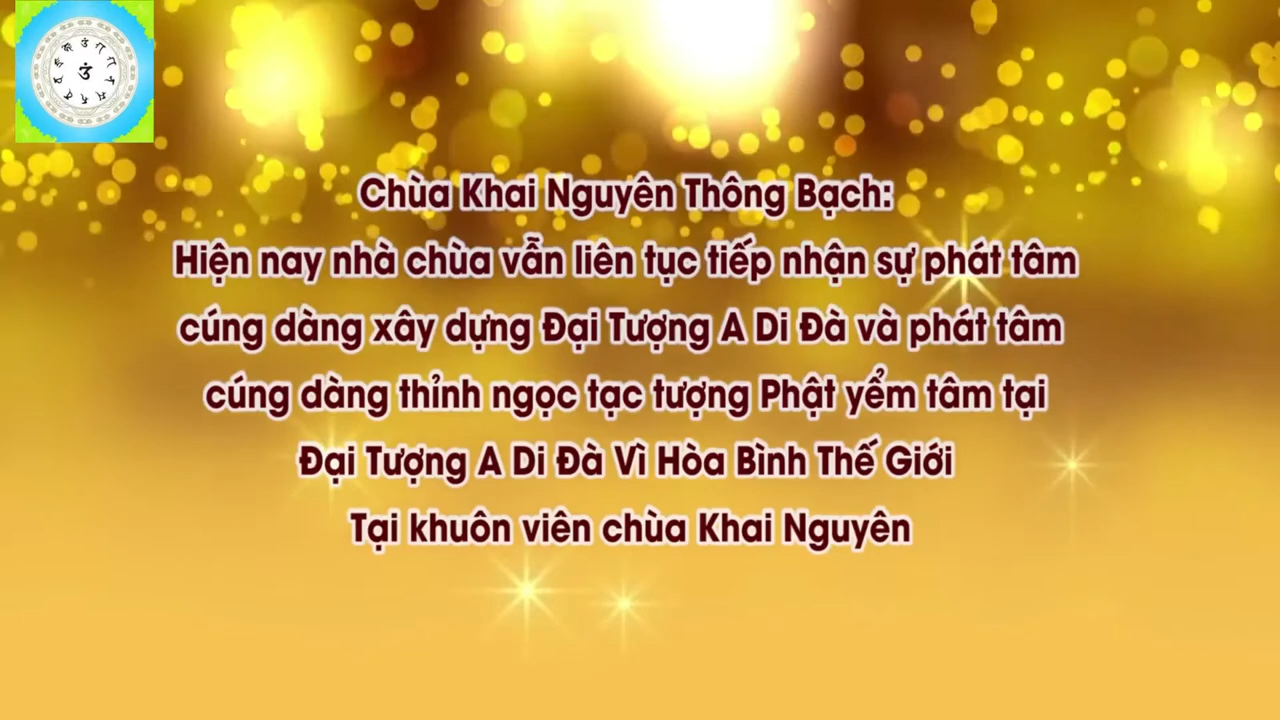 Chùa Khai Nguyên Thông Bạch:
Hiện nay nhà chùa vẫn liên tục tiếp nhận sự phát tâm
cúng dàng xây dựng Đại Tượng A Di Đà và phát tâm
cúng dàng thỉnh ngọc tạc tượng Phật yểm tâm tại
Đại Tượng A Di Đà Vì Hòa Bình Thế Giới
Tại khuôn viên chùa Khai Nguyên